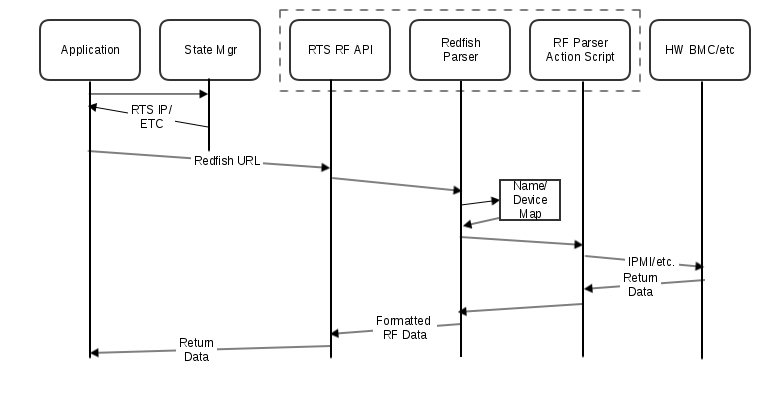 Application
State Mgr
RTS RF API
Redfish
Parser
RF Parser
Action Script
HW BMC/etc
RTS IP/
ETC
Redfish URL
Name/
Device
Map
IPMI/etc.
Return
Data
Formatted
RF Data
Return
Data